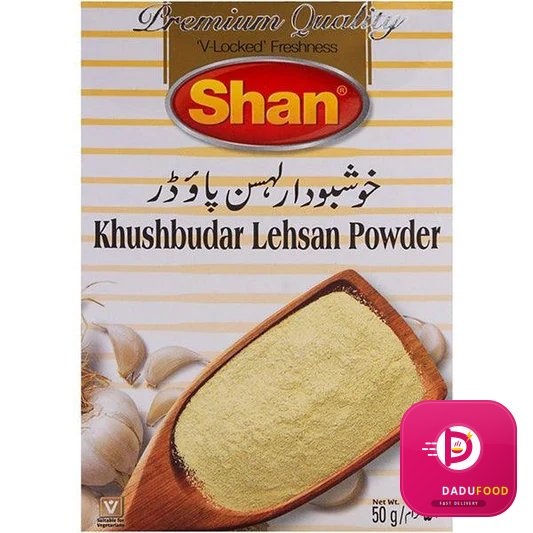 Premium Quality
'V-Locked' Freshness
Shan®
خوشبودار لہسن پاؤڈر
Khushbudar Lehsan Powder
V
Suitable for
Vegetarians
Net Wt.
50 g/
DADUFOOD
FAST DELIVERY